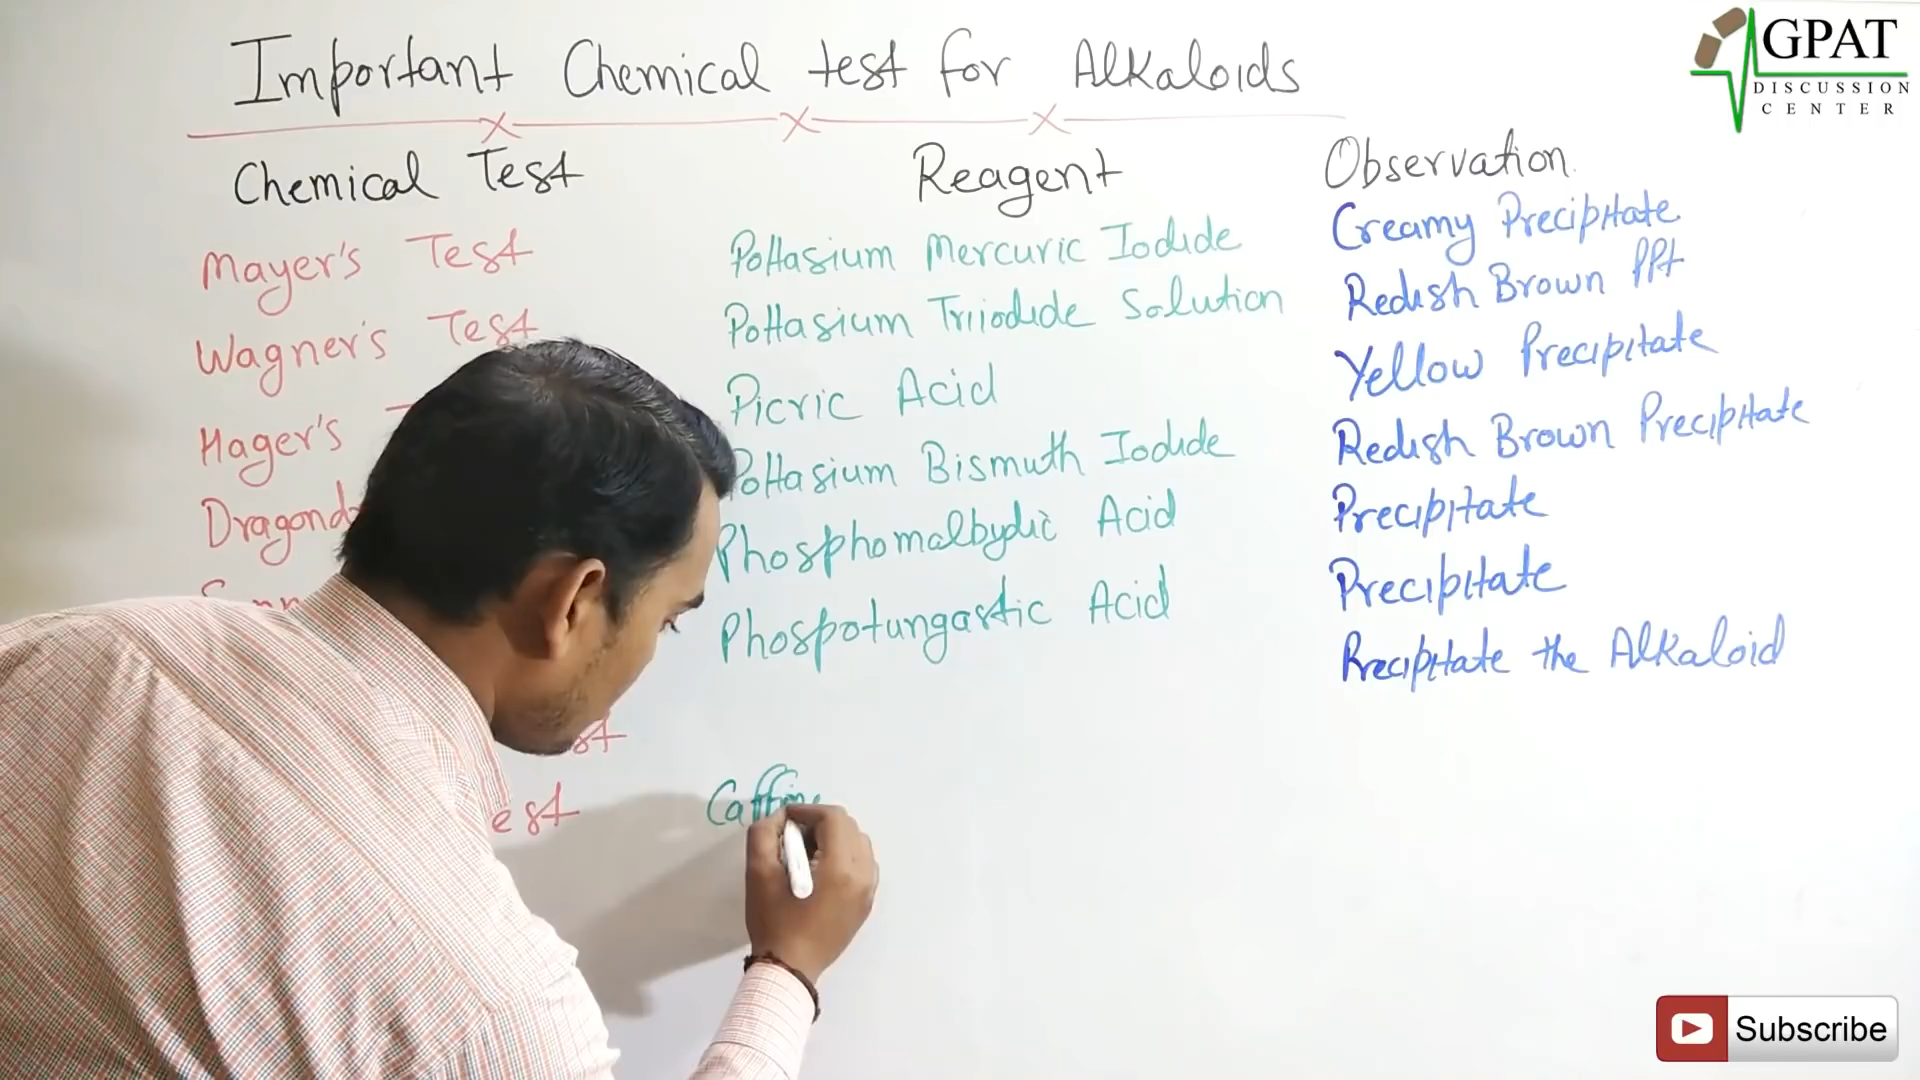 Important Chemical test for Alkaloids
GPAT
DISCUSSION
CENTER
Chemical Test Reagent Observation
Mayer's Test Pottasium Mercuric Iodide Creamy Precipitate
Wagner's Test Pottasium Triiodide Solution Redish Brown PPt
Hager's Picric Acid Yellow Precipitate
Pottasium Bismuth Iodide Redish Brown Precipitate
Phosphomalbydic Acid Precipitate
Phospotungastic Acid Precipitate
Precipitate the Alkaloid
Subscribe